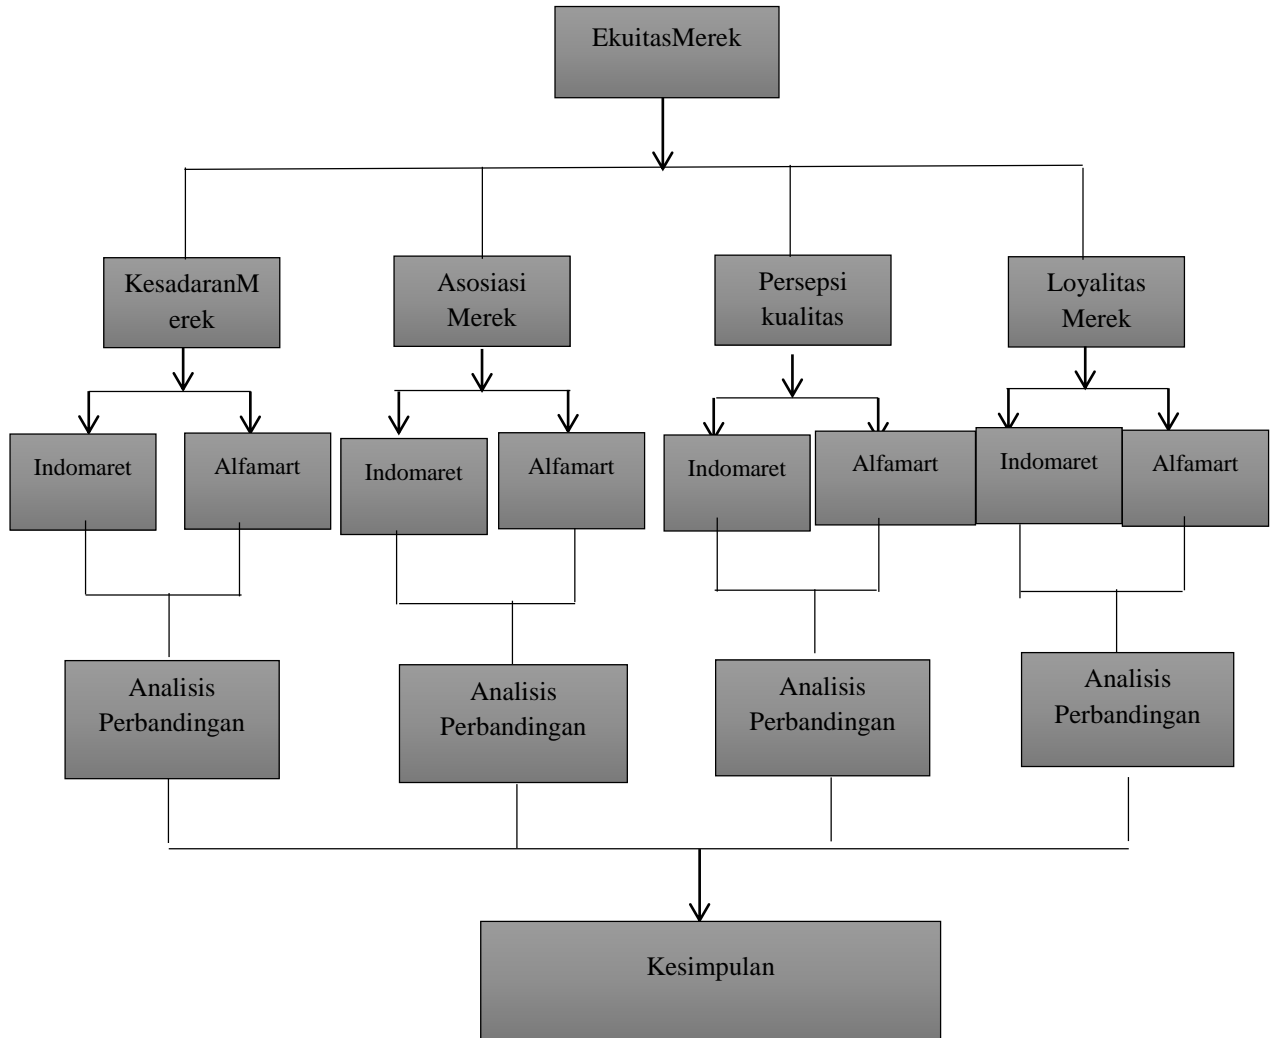 EkuitasMerek
KesadaranM
erek
Asosiasi
Merek
Persepsi
kualitas
Loyalitas
Merek
Indomaret
Alfamart
Indomaret
Alfamart
Indomaret
Alfamart
Indomaret
Alfamart
Analisis
Perbandingan
Analisis
Perbandingan
Analisis
Perbandingan
Analisis
Perbandingan
Kesimpulan